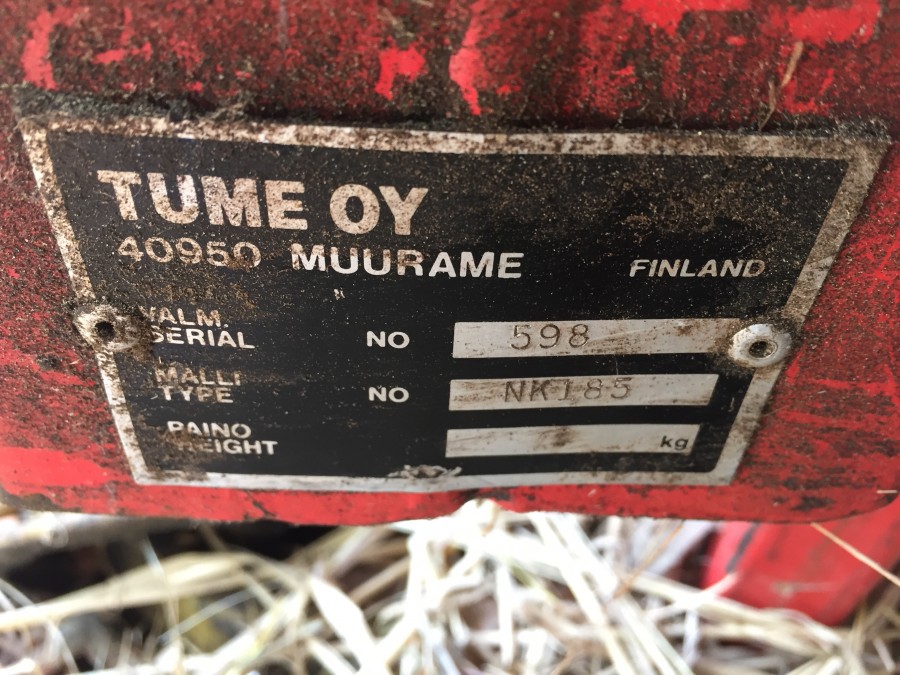 TUME OY
40950 MUURAME FINLAND
VALM.
SERIAL NO 598
MALLI
TYPE NO NK185
PAINO
WEIGHT kg